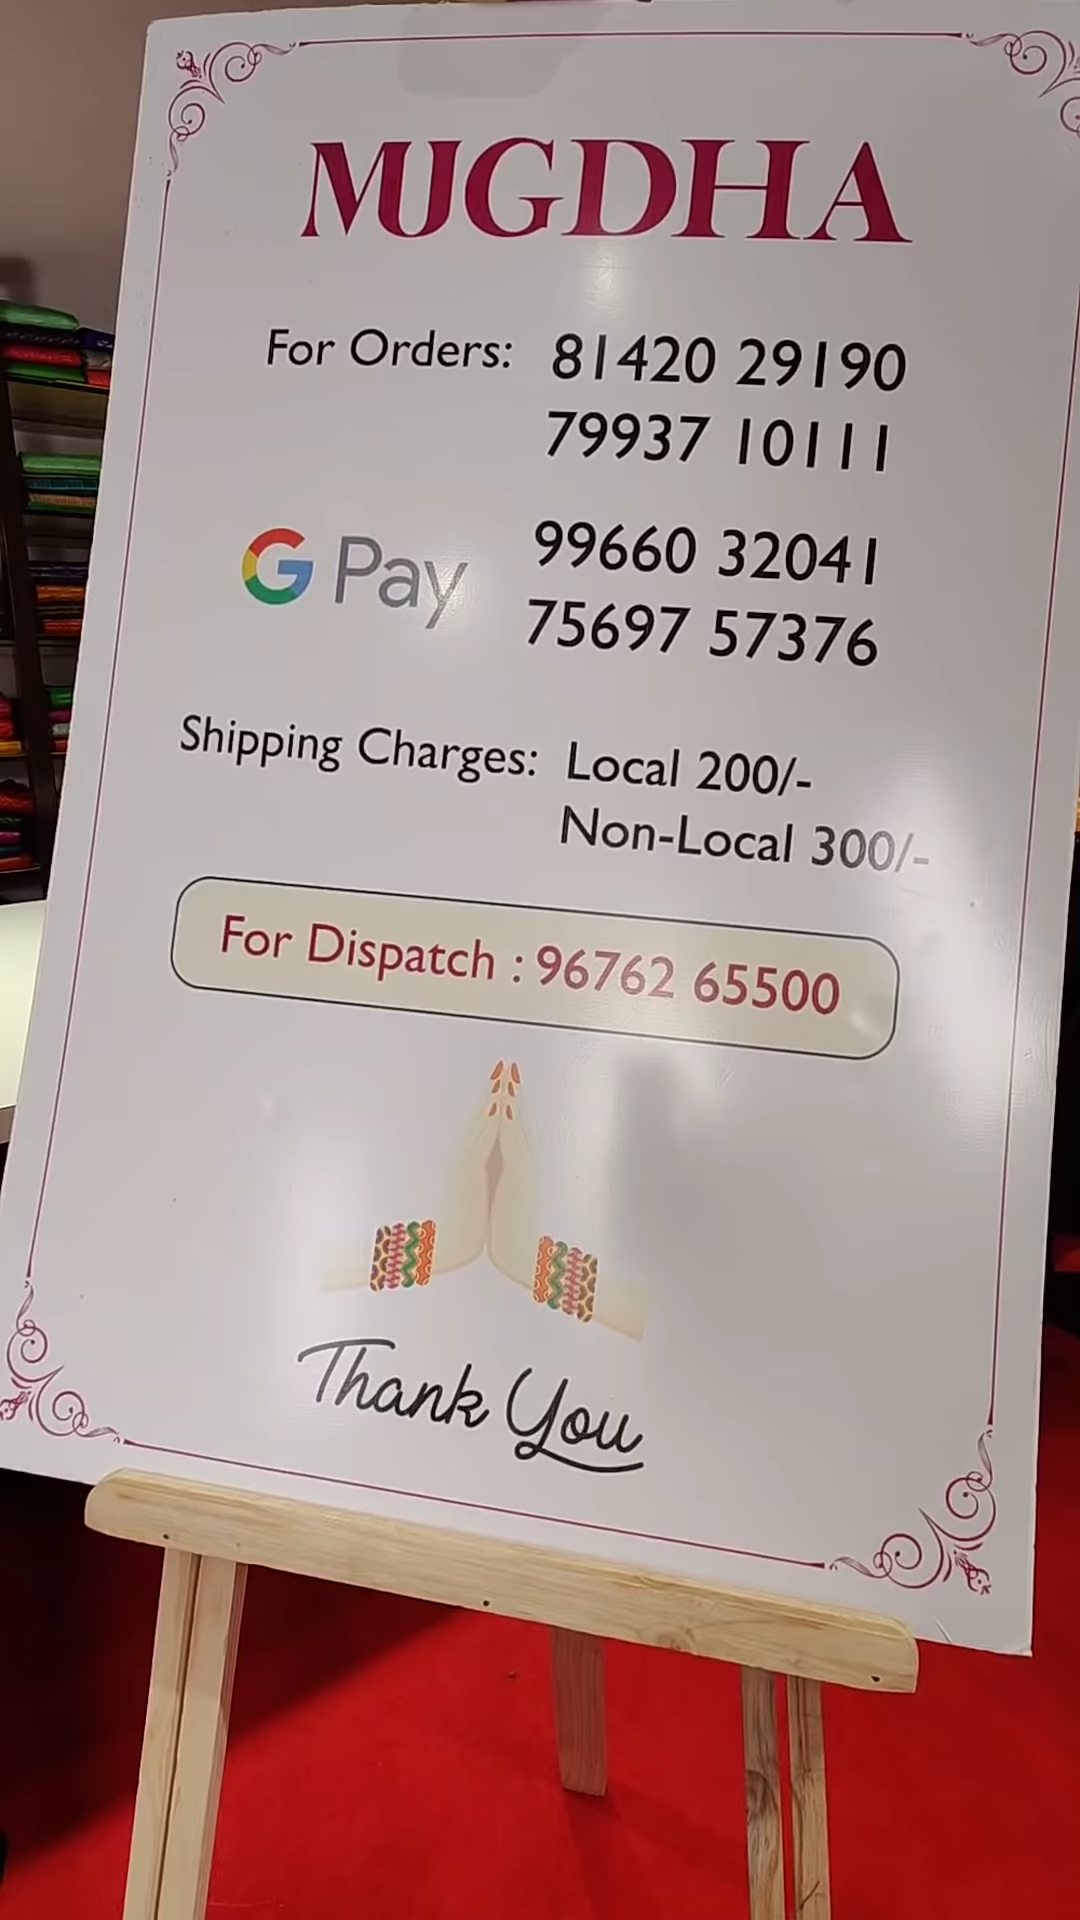 MUGDHA
For Orders: 81420 29190
79937 10111
G Pay 99660 32041
75697 57376
Shipping Charges: Local 200/-
Non-Local 300/-
For Dispatch : 96762 65500
Thank You